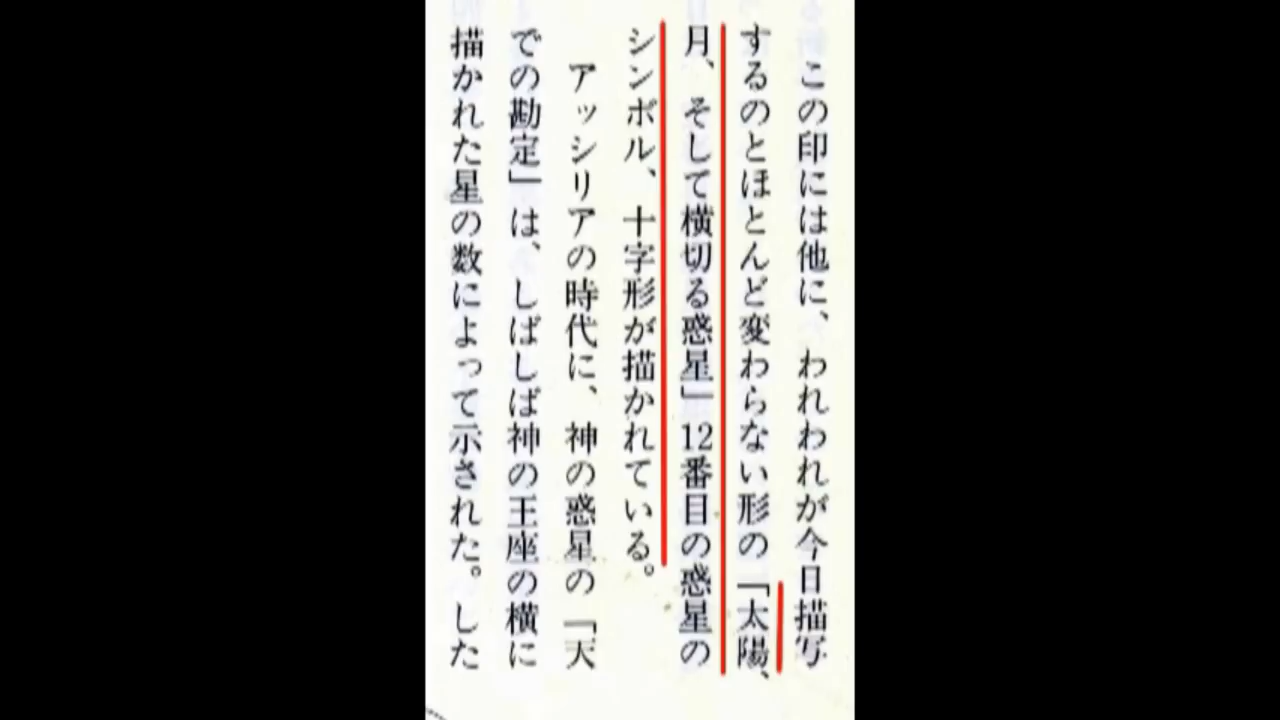 この印には他に、われわれが今日描写
するのとほとんど変わらない形の「太陽、
月、そして横切る惑星」12番目の惑星の
シンボル、十字形が描かれている。
アッシリアの時代に、神の惑星の「天
での勘定」は、しばしば神の王座の横に
描かれた星の数によって示された。した